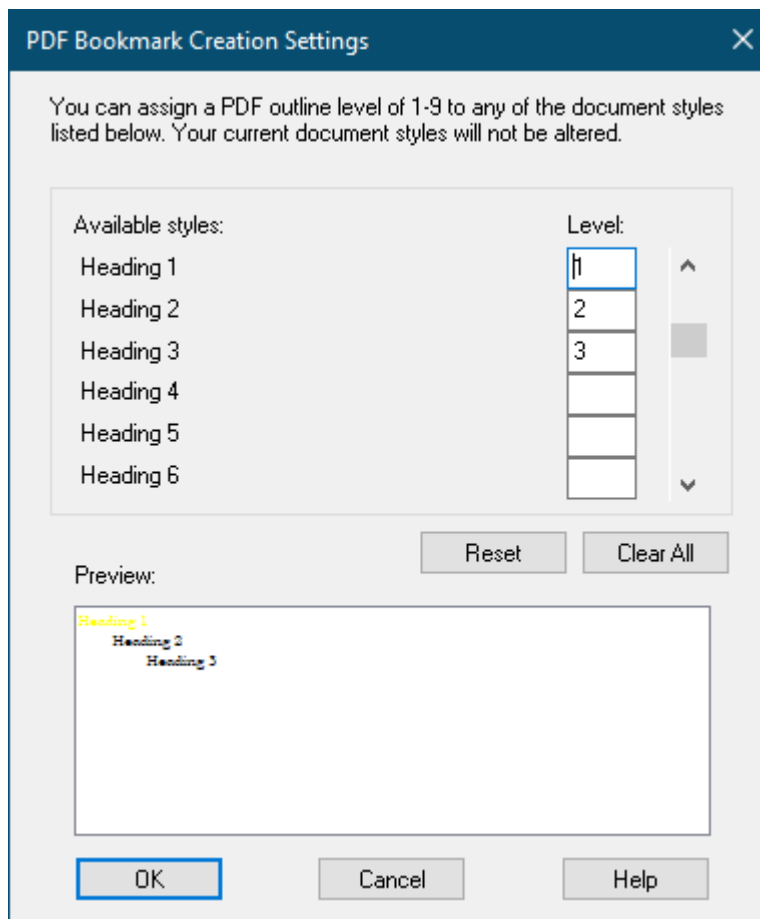 PDF Bookmark Creation Settings
You can assign a PDF outline level of 1-9 to any of the document styles
listed below. Your current document styles will not be altered.
Available styles: Level:
Heading 1 1
Heading 2 2
Heading 3 3
Heading 4
Heading 5
Heading 6
Reset Clear All
Preview:
Heading 1
Heading 2
Heading 3
OK Cancel Help